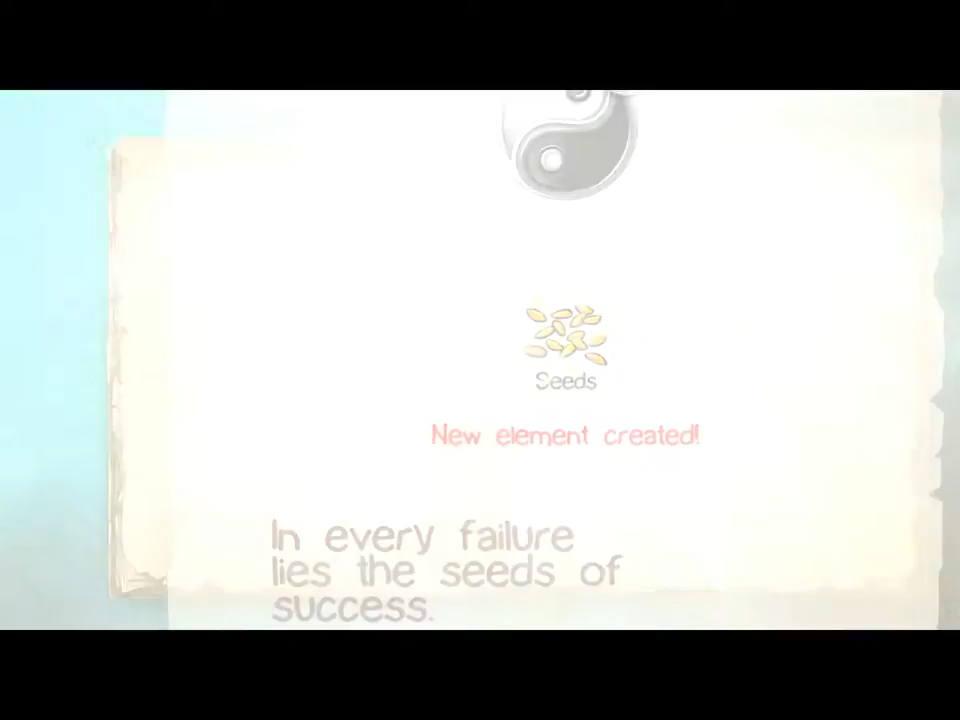 Seeds
New element created!
In every failure
lies the seeds of
success.